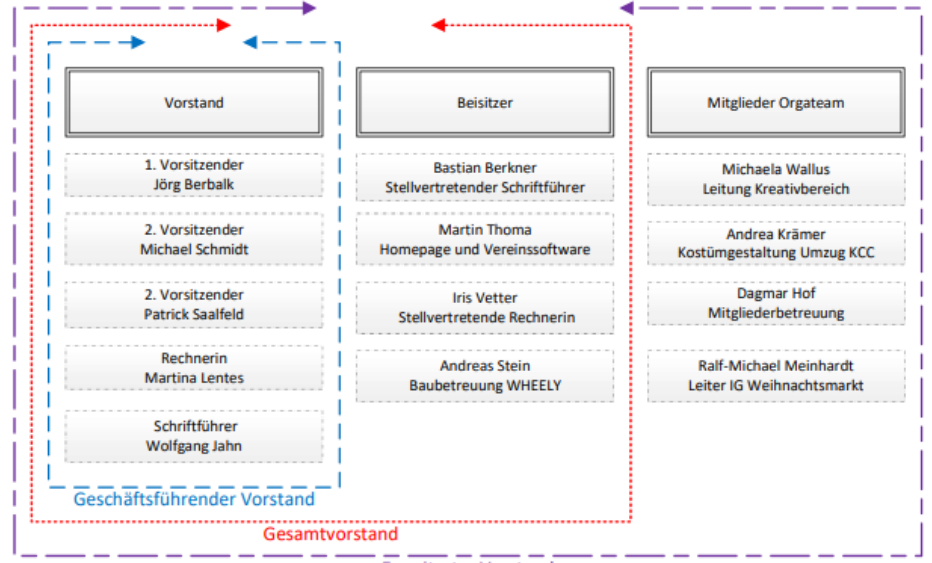 Vorstand
1. Vorsitzender
Jörg Berbalk
2. Vorsitzender
Michael Schmidt
2. Vorsitzender
Patrick Saalfeld
Rechnerin
Martina Lentes
Schriftführer
Wolfgang Jahn
Beisitzer
Bastian Berkner
Stellvertretender Schriftführer
Martin Thoma
Homepage und Vereinssoftware
Iris Vetter
Stellvertretende Rechnerin
Andreas Stein
Baubetreuung WHEELY
Mitglieder Orgateam
Michaela Wallus
Leitung Kreativbereich
Andrea Krämer
Kostümgestaltung Umzug KCC
Dagmar Hof
Mitgliederbetreuung
Ralf-Michael Meinhardt
Leiter IG Weihnachtsmarkt
Geschäftsführender Vorstand
Gesamtvorstand